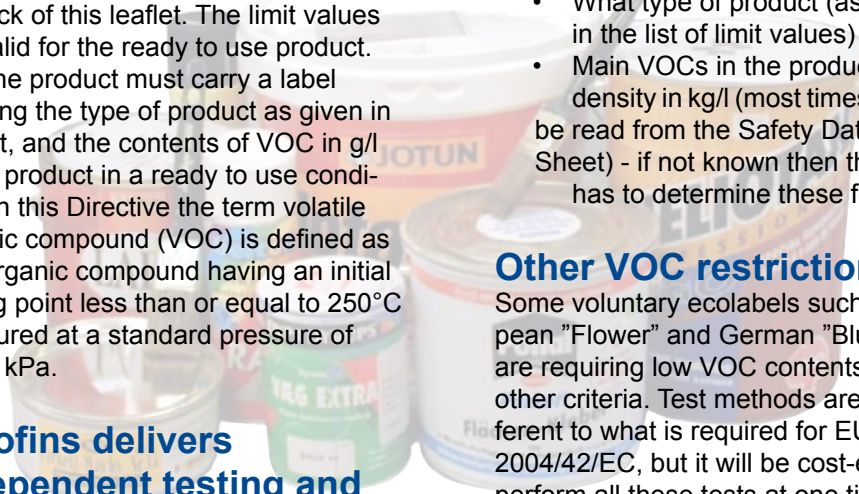 ck of this leaflet. The limit values
alid for the ready to use product.
ne product must carry a label
ng the type of product as given in
t, and the contents of VOC in g/l
product in a ready to use condi-
n this Directive the term volatile
ic compound (VOC) is defined as
rganic compound having an initial
g point less than or equal to 250°C
ured at a standard pressure of
kPa.
ofins delivers
ependent testing and
• What type of product (as
in the list of limit values)
• Main VOCs in the produc
density in kg/l (most times
be read from the Safety Dat
Sheet) - if not known then th
has to determine these f
Other VOC restriction
Some voluntary ecolabels such
pean ”Flower” and German ”Blu
are requiring low VOC contents
other criteria. Test methods are
ferent to what is required for EU
2004/42/EC, but it will be cost-e
perform all these tests at one ti
JOTUN
VÆG EXTRA